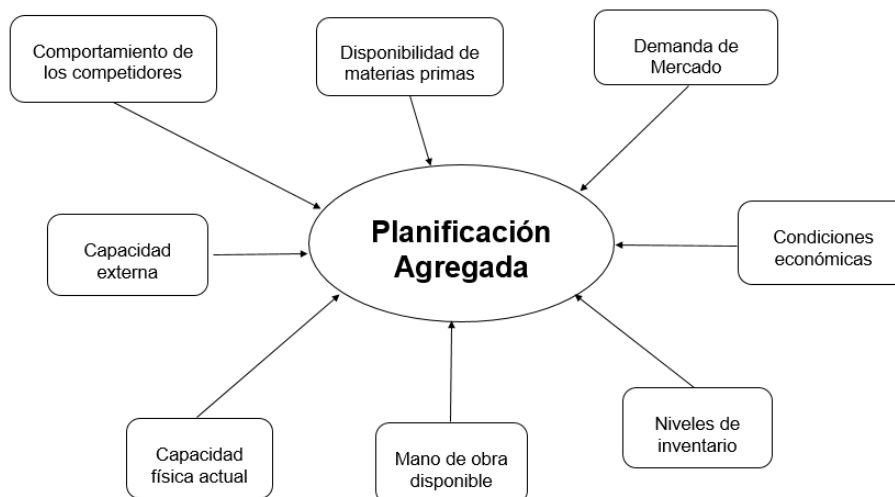 Comportamiento de
los competidores
Disponibilidad de
materias primas
Demanda de
Mercado
Capacidad
externa
Planificación
Agregada
Condiciones
económicas
Capacidad
física actual
Mano de obra
disponible
Niveles de
inventario